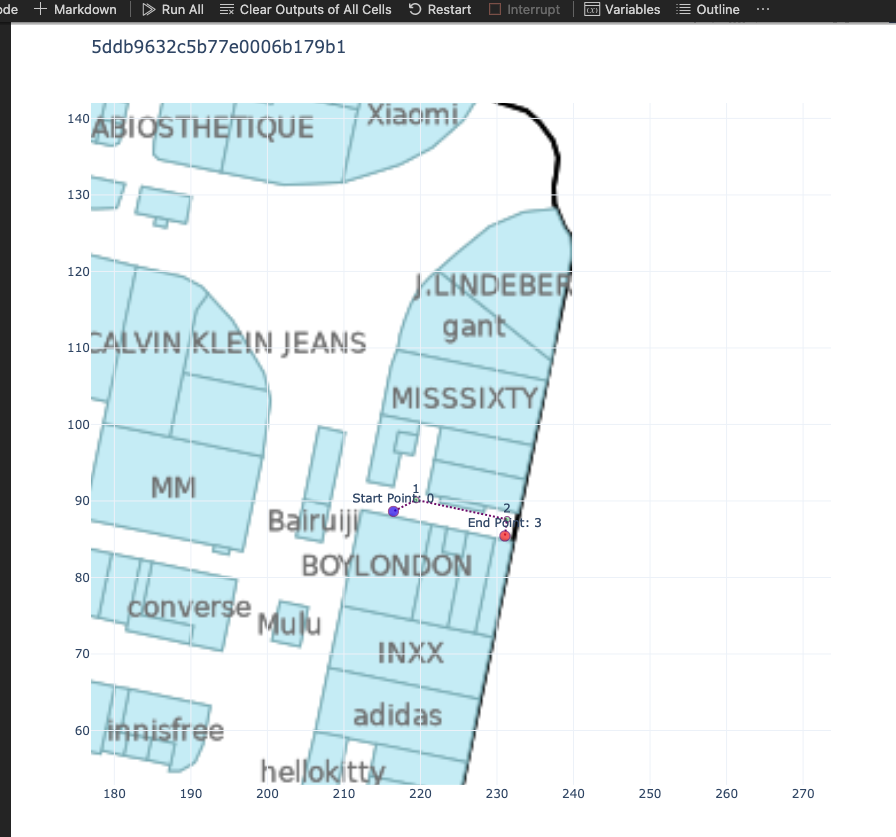 ode Markdown Run All Clear Outputs of All Cells Restart Interrupt Variables Outline ...
5ddb9632c5b77e0006b179b1
140
ABIOSTHETIQUE
Xiaomi
130
120
J.LINDEBER
gant
110
CALVIN KLEIN JEANS
MISSSIXTY
100
MM
90
1
Start Point: 0
2
Bairuiji
End Point: 3
BOYLONDON
80
converse
Mulu
70
INXX
adidas
60
innisfree
hellokitty
180 190 200 210 220 230 240 250 260 270